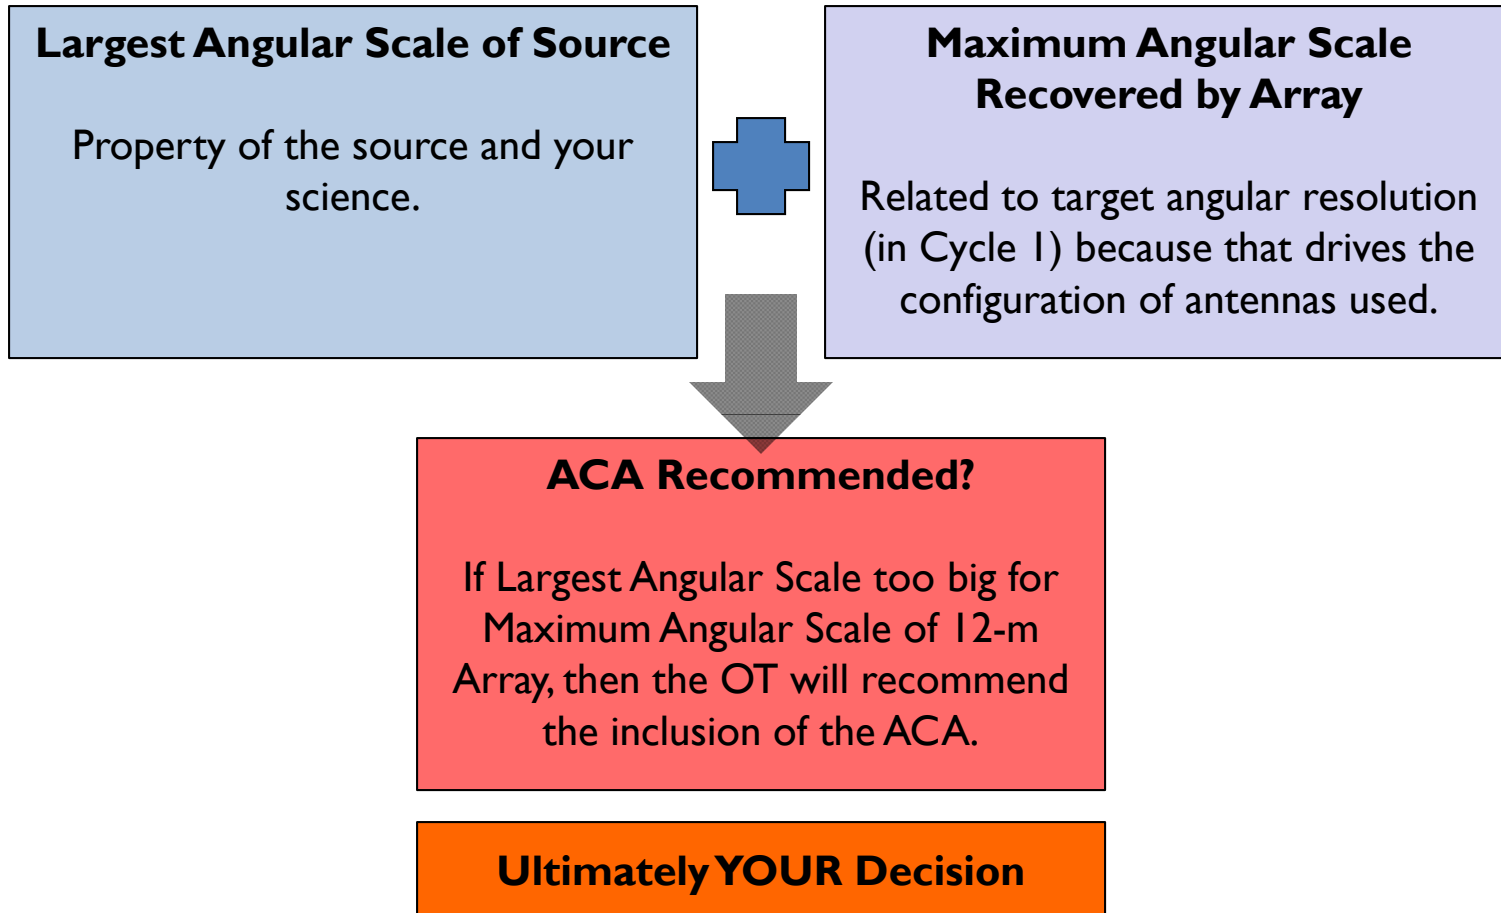 Largest Angular Scale of Source
Property of the source and your
science.
Maximum Angular Scale
Recovered by Array
Related to target angular resolution
(in Cycle 1) because that drives the
configuration of antennas used.
ACA Recommended?
If Largest Angular Scale too big for
Maximum Angular Scale of 12-m
Array, then the OT will recommend
the inclusion of the ACA.
Ultimately YOUR Decision